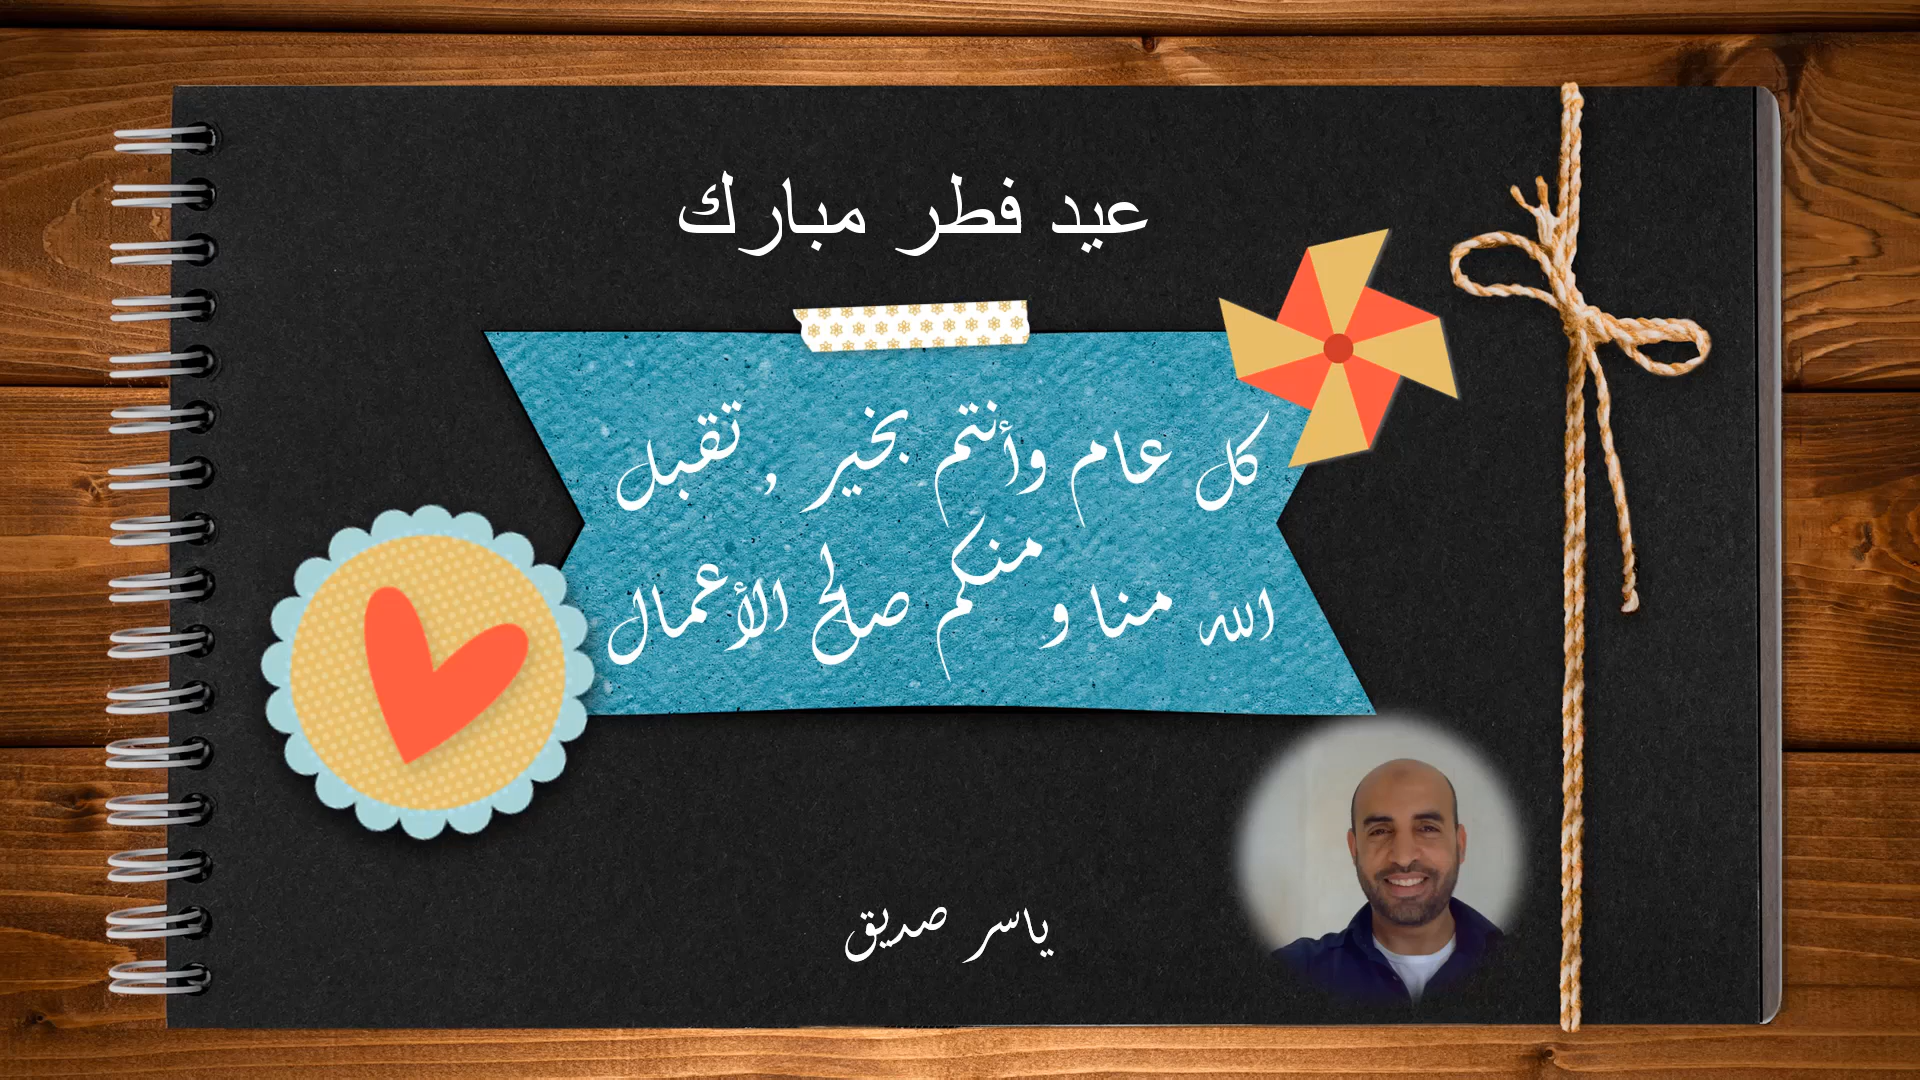 عيد فطر مبارك
كل عام وأنتم بخير , تقبل
الله منا و منكم صالح الأعمال
ياسر صديق